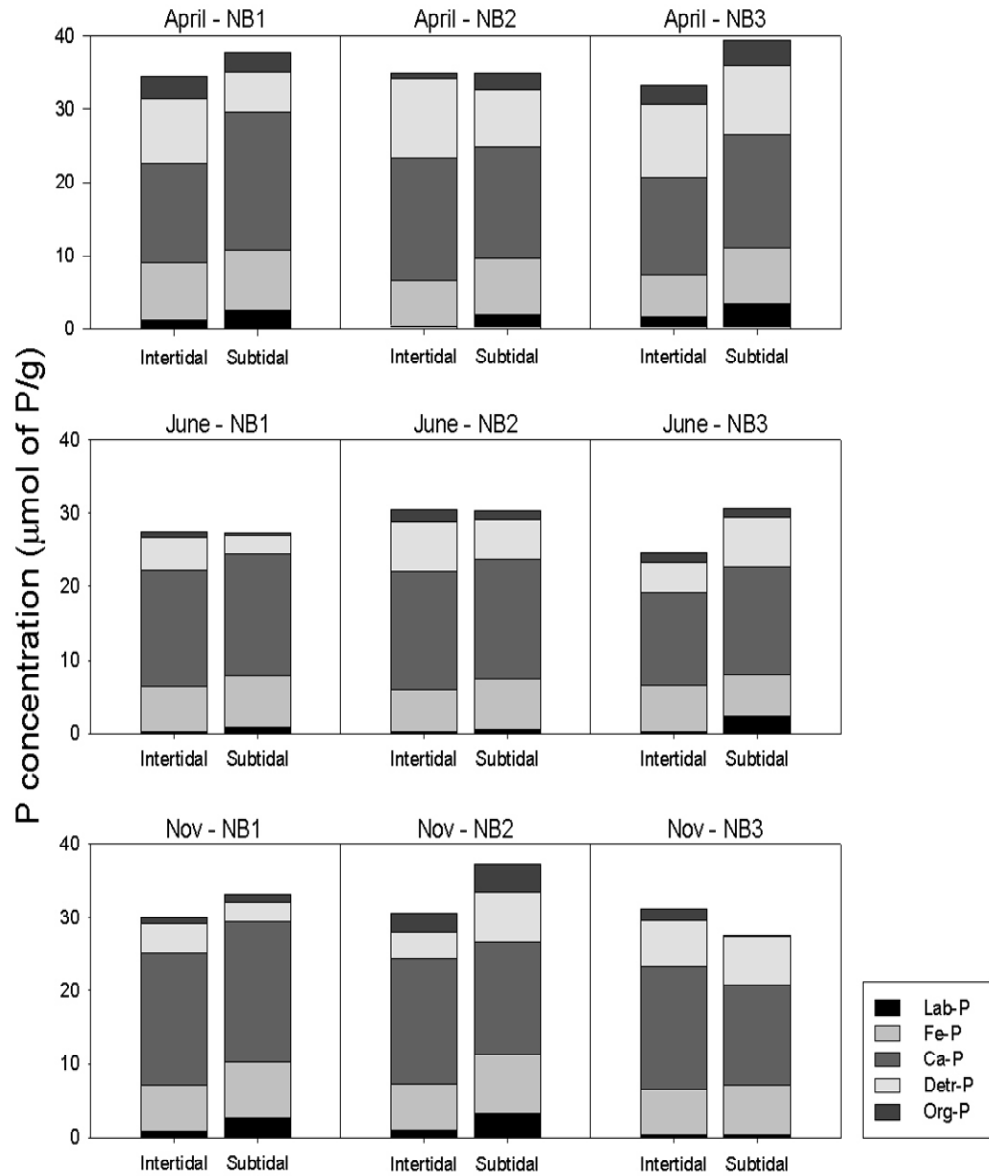 April - NB1 April - NB2 April - NB3
40
30
20
10
0
Intertidal Subtidal Intertidal Subtidal Intertidal Subtidal
P concentration (µmol of P/g)
June - NB1 June - NB2 June - NB3
40
30
20
10
0
Intertidal Subtidal Intertidal Subtidal Intertidal Subtidal
Nov - NB1 Nov - NB2 Nov - NB3
40
30
20
10
0
Intertidal Subtidal Intertidal Subtidal Intertidal Subtidal
Lab-P
Fe-P
Ca-P
Detr-P
Org-P